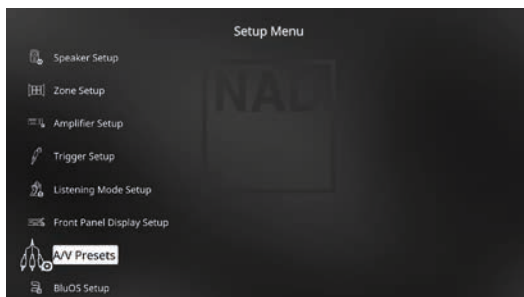 Setup Menu
Speaker Setup
Zone Setup
Amplifier Setup
Trigger Setup
Listening Mode Setup
Front Panel Display Setup
A/V Presets
BluOS Setup
NAD